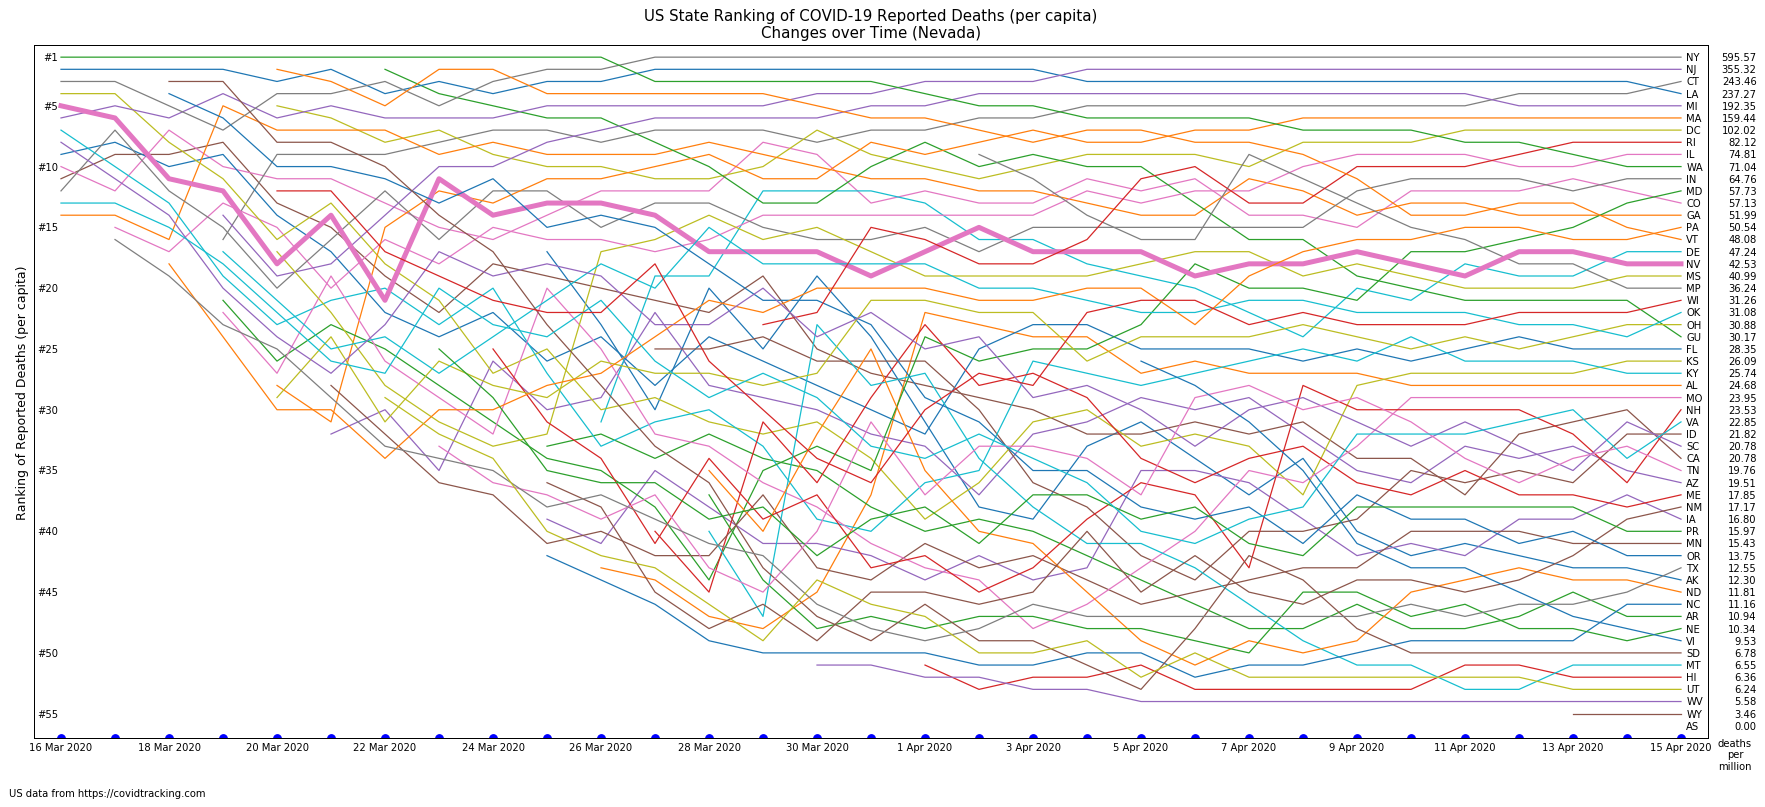 US State Ranking of COVID-19 Reported Deaths (per capita)
Changes over Time (Nevada)
Ranking of Reported Deaths (per capita)
#1
#5
#10
#15
#20
#25
#30
#35
#40
#45
#50
#55
NY 595.57
NJ 355.32
CT 243.46
LA 237.27
MI 192.35
MA 159.44
DC 102.02
RI 82.12
IL 74.81
WA 71.04
IN 64.76
MD 57.73
CO 57.13
GA 51.99
PA 50.54
VT 48.08
DE 47.24
NV 42.53
MS 40.99
MP 36.24
WI 31.26
OK 31.08
OH 30.88
GU 30.17
FL 28.35
KS 26.09
KY 25.74
AL 24.68
MO 23.95
NH 23.53
VA 22.85
ID 21.82
SC 20.78
CA 20.78
TN 19.76
AZ 19.51
ME 17.85
NM 17.17
IA 16.80
PR 15.97
MN 15.43
OR 13.75
TX 12.55
AK 12.30
ND 11.81
NC 11.16
AR 10.94
NE 10.34
VI 9.53
SD 6.78
MT 6.55
HI 6.36
UT 6.24
WV 5.58
WY 3.46
AS 0.00
16 Mar 2020 18 Mar 2020 20 Mar 2020 22 Mar 2020 24 Mar 2020 26 Mar 2020 28 Mar 2020 30 Mar 2020 1 Apr 2020 3 Apr 2020 5 Apr 2020 7 Apr 2020 9 Apr 2020 11 Apr 2020 13 Apr 2020 15 Apr 2020
deaths
per
million
US data from https://covidtracking.com